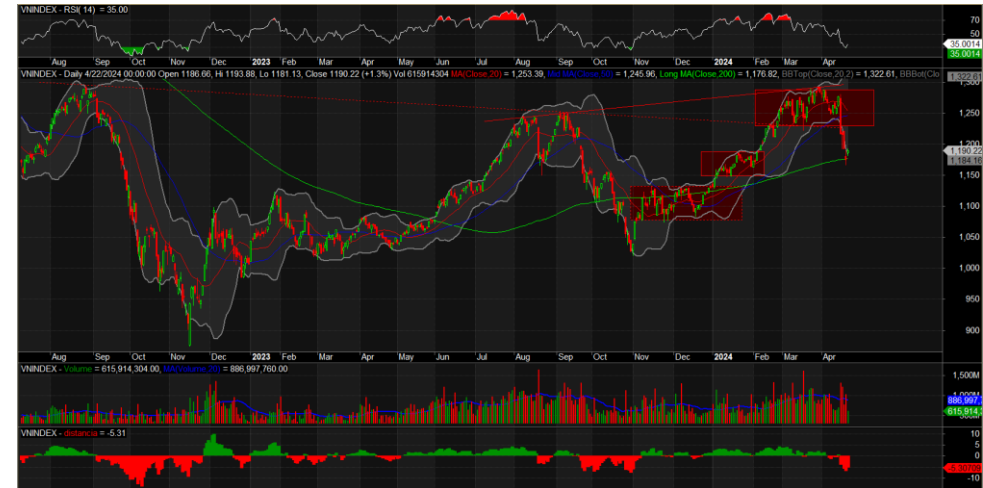 VNINDEX - RSI( 14) = 35.00
70
50
35.0014
35.0014
Aug Sep Oct Nov Dec 2023 Feb Mar Apr May Jun Jul Aug Sep Oct Nov Dec 2024 Feb Mar Apr
VNINDEX - Daily 4/22/2024 00:00:00 Open 1186.66, Hi 1193.88, Lo 1181.13, Close 1190.22 (+1.3%) Vol 615914304 MA(Close,20) = 1,253.39, Mid MA(Close,50) = 1,245.96, Long MA(Close,200) = 1,176.82, BBTop(Close,20,2) = 1,322.61, BBBot(Clo
1,322.61
1,300
1,250
1,200
1,190.22
1,184.16
1,150
1,100
1,050
1,000
950
900
Aug Sep Oct Nov Dec 2023 Feb Mar Apr May Jun Jul Aug Sep Oct Nov Dec 2024 Feb Mar Apr
VNINDEX - Volume = 615,914,304.00, MA(Volume,20) = 886,997,760.00
1,500M
1,000M
886,997,
615,914,
VNINDEX - distancia = -5.31
10
5
0
-5.30709
-10